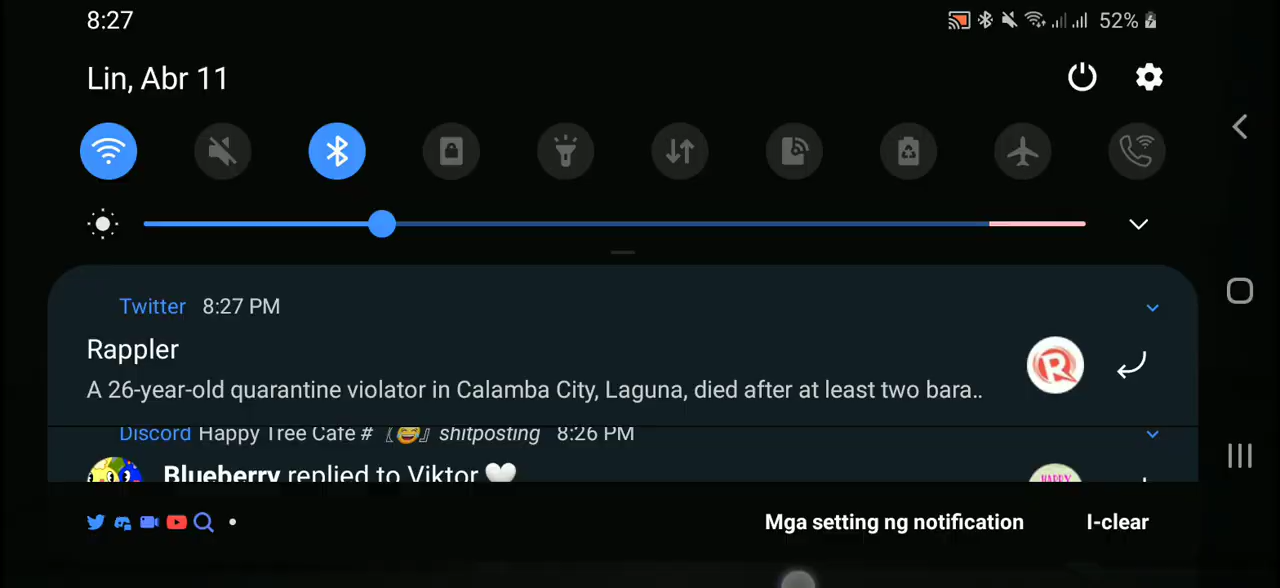 8:27
52%
Lin, Abr 11
Twitter 8:27 PM
Rappler
A 26-year-old quarantine violator in Calamba City, Laguna, died after at least two bara..
Discord Happy Tree Cafe #〖😅〗shitposting 8:26 PM
Blueberry replied to Viktor🤍
HAPPY
Mga setting ng notification
I-clear